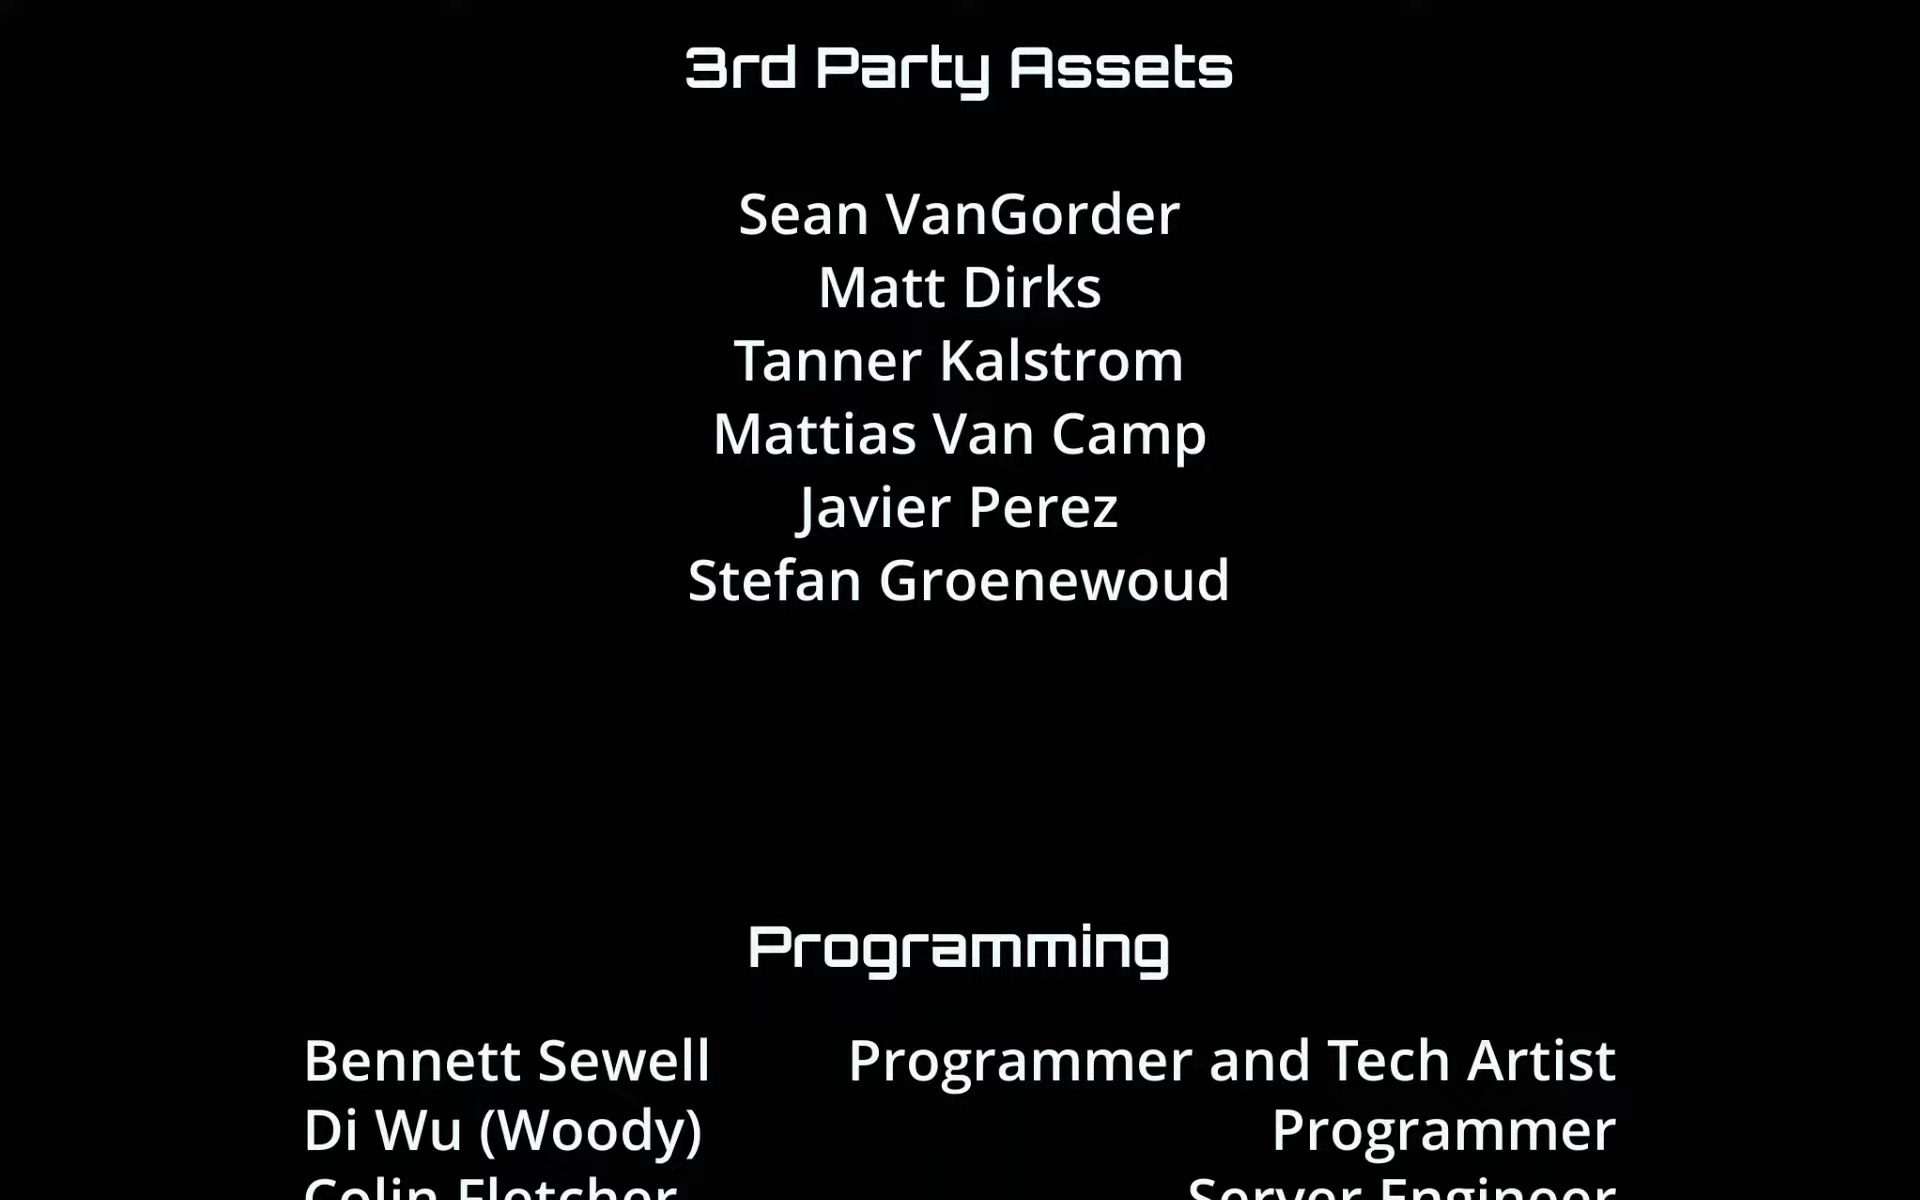 3rd Party Assets
Sean VanGorder
Matt Dirks
Tanner Kalstrom
Mattias Van Camp
Javier Perez
Stefan Groenewoud
Programming
Bennett Sewell Programmer and Tech Artist
Di Wu (Woody) Programmer
Colin Fletcher Server Engineer